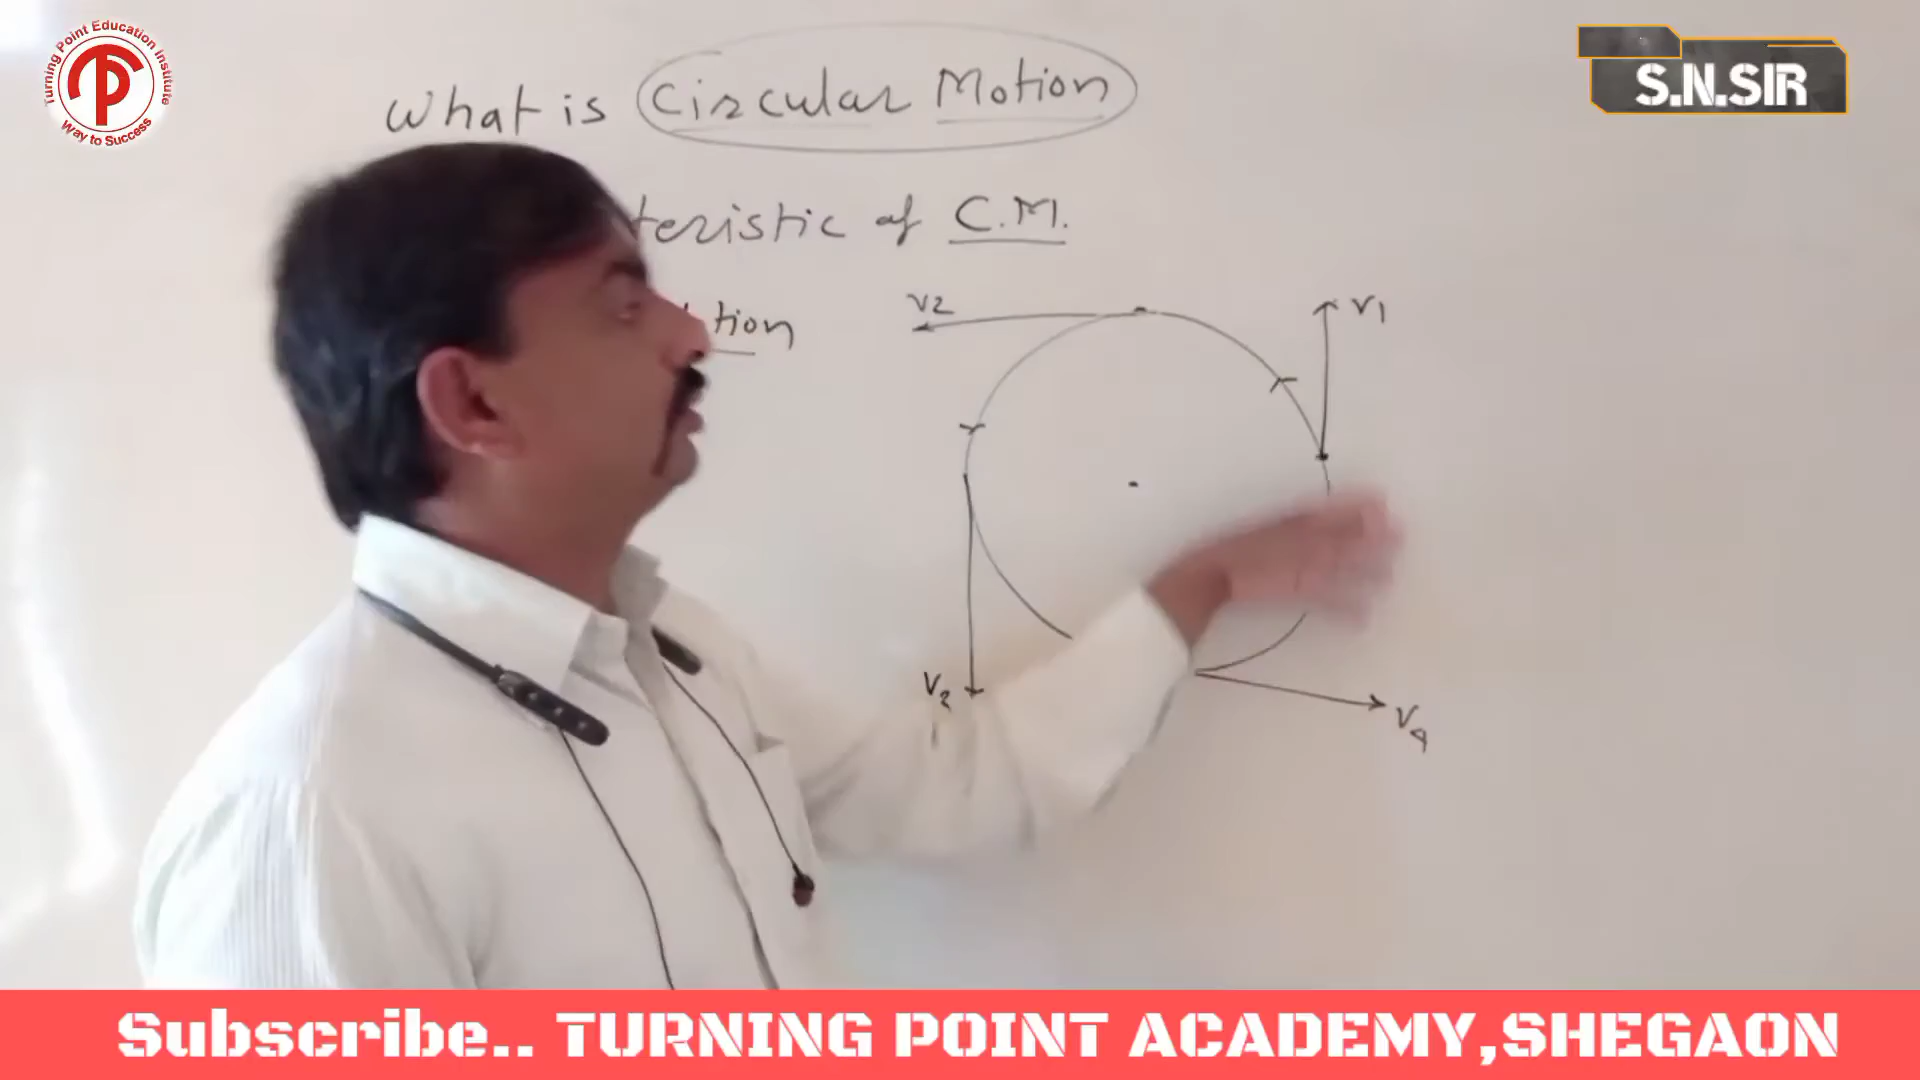 Turning Point Education Institute
Way to Success
S.N.SIR
What is Circular Motion
teristic of C.M.
tion
V2
V1
V3
V4
Subscribe.. TURNING POINT ACADEMY,SHEGAON